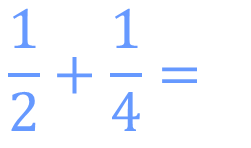 1/2 + 1/4 =